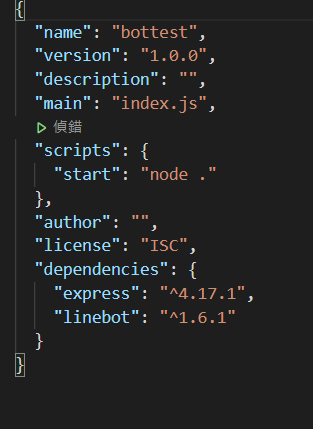 {
"name": "bottest",
"version": "1.0.0",
"description": "",
"main": "index.js",
偵錯
"scripts": {
"start": "node ."
},
"author": "",
"license": "ISC",
"dependencies": {
"express": "^4.17.1",
"linebot": "^1.6.1"
}
}